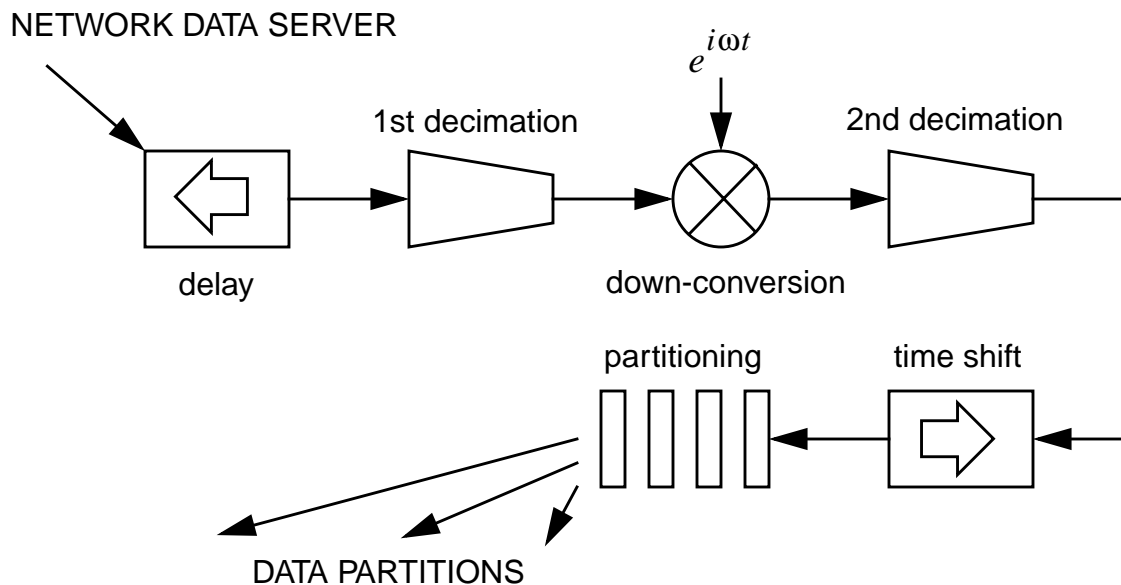 NETWORK DATA SERVER
e^{iωt}
1st decimation
2nd decimation
delay
down-conversion
partitioning
time shift
DATA PARTITIONS